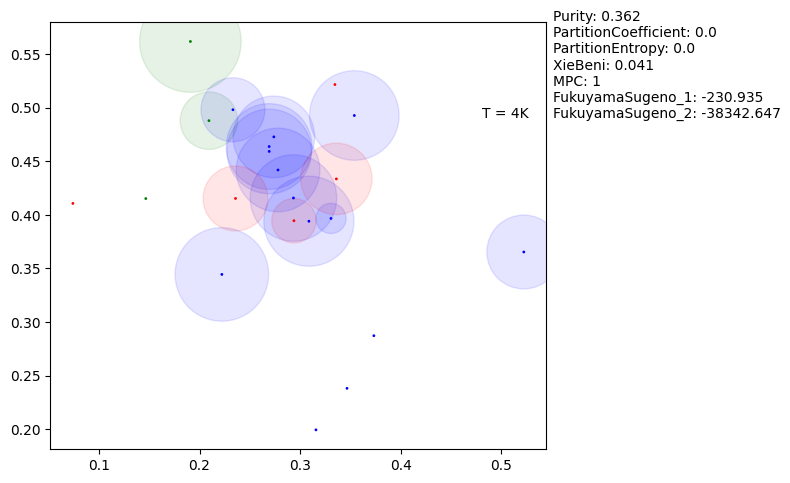 Purity: 0.362
PartitionCoefficient: 0.0
PartitionEntropy: 0.0
XieBeni: 0.041
MPC: 1
FukuyamaSugeno_1: -230.935
FukuyamaSugeno_2: -38342.647
T = 4K
0.55
0.50
0.45
0.40
0.35
0.30
0.25
0.20
0.1 0.2 0.3 0.4 0.5